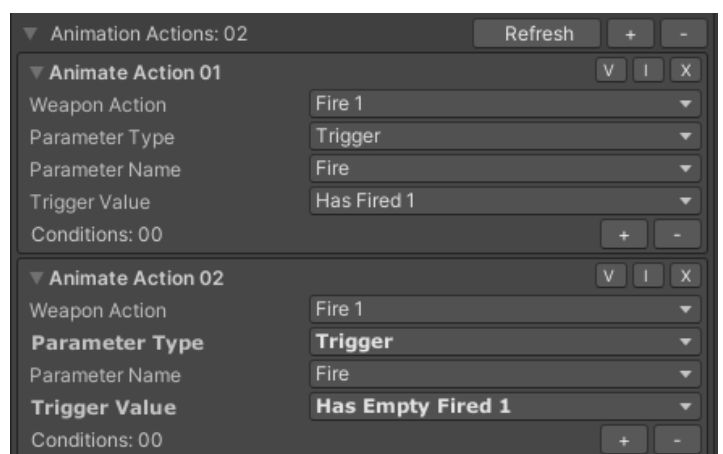 Animation Actions: 02 Refresh + -
Animate Action 01 V I X
Weapon Action Fire 1
Parameter Type Trigger
Parameter Name Fire
Trigger Value Has Fired 1
Conditions: 00 + -
Animate Action 02 V I X
Weapon Action Fire 1
Parameter Type Trigger
Parameter Name Fire
Trigger Value Has Empty Fired 1
Conditions: 00 + -